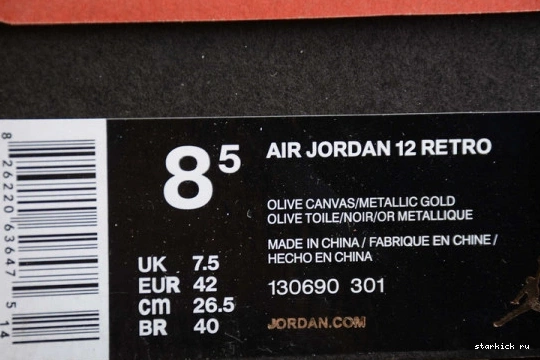 8 26220 63647 5 14
8⁵
AIR JORDAN 12 RETRO
OLIVE CANVAS/METALLIC GOLD
OLIVE TOILE/NOIR/OR METALLIQUE
MADE IN CHINA / FABRIQUE EN CHINE /
HECHO EN CHINA
UK 7.5
EUR 42
cm 26.5
BR 40
130690 301
JORDAN.COM
starkick ru